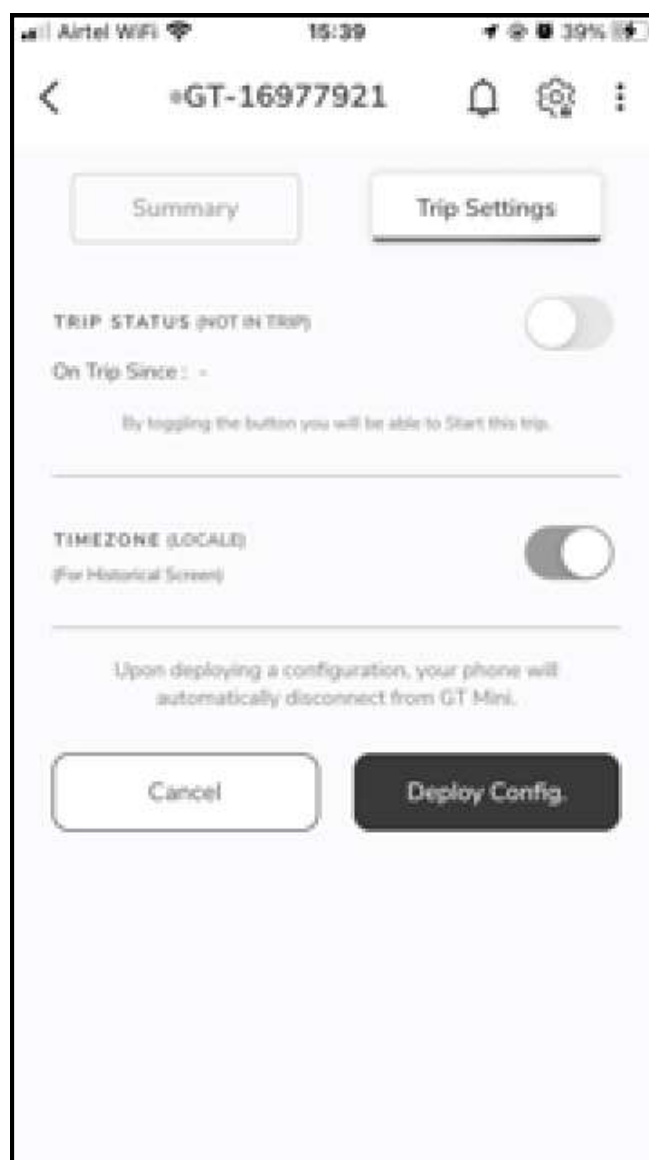 Airtel WiFi 15:39 39%
GT-16977921
Summary Trip Settings
TRIP STATUS (NOT IN TRIP)
On Trip Since : -
By toggling the button you will be able to Start this trip.
TIMEZONE (LOCALE)
(For Historical Screen)
Upon deploying a configuration, your phone will
automatically disconnect from GT Mini.
Cancel Deploy Config.